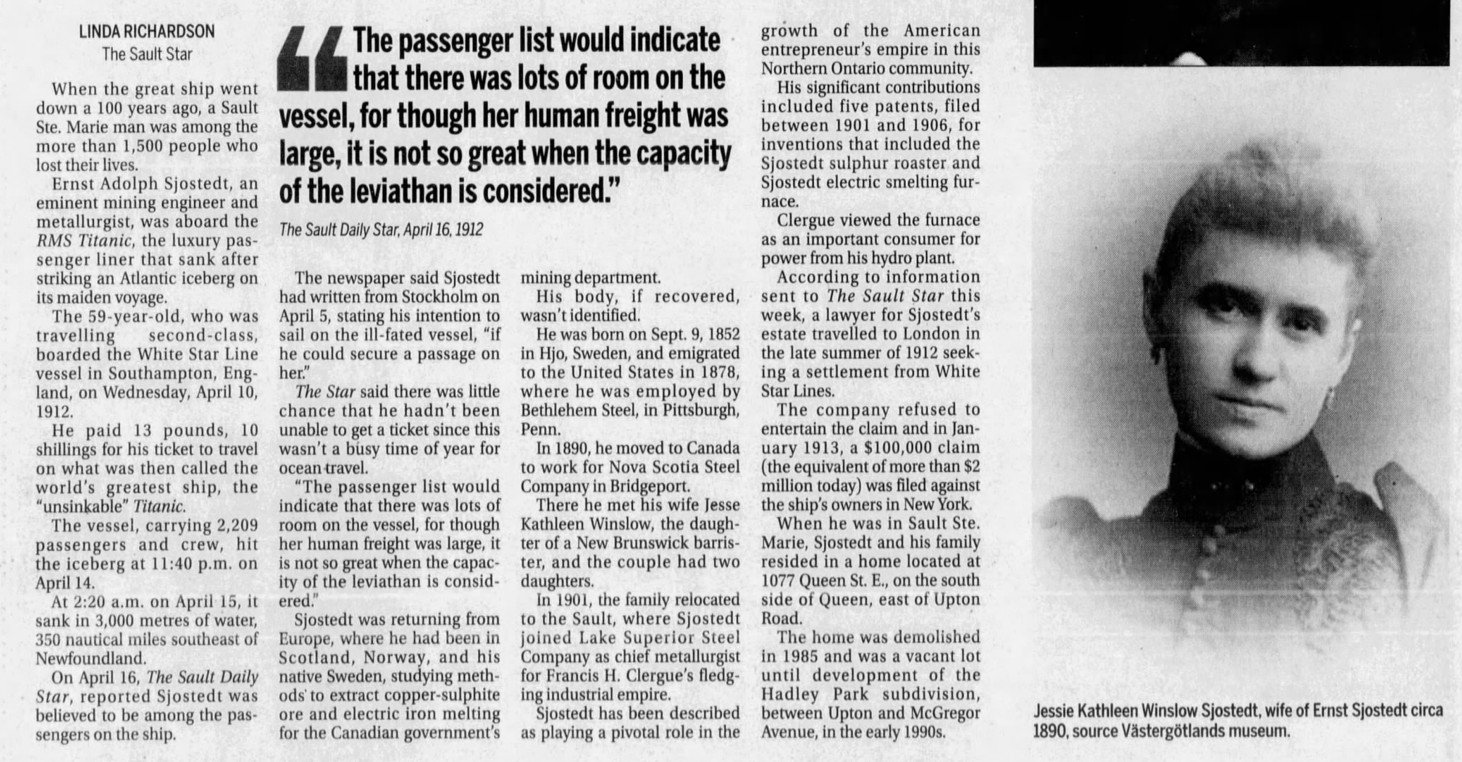 LINDA RICHARDSON
The Sault Star
When the great ship went
down a 100 years ago, a Sault
Ste. Marie man was among the
more than 1,500 people who
lost their lives.
Ernst Adolph Sjostedt, an
eminent mining engineer and
metallurgist, was aboard the
RMS Titanic, the luxury pas-
senger liner that sank after
striking an Atlantic iceberg on
its maiden voyage.
The 59-year-old, who was
travelling second-class,
boarded the White Star Line
vessel in Southampton, Eng-
land, on Wednesday, April 10,
1912.
He paid 13 pounds, 10
shillings for his ticket to travel
on what was then called the
world's greatest ship, the
"unsinkable" Titanic.
The vessel, carrying 2,209
passengers and crew, hit
the iceberg at 11:40 p.m. on
April 14.
At 2:20 a.m. on April 15, it
sank in 3,000 metres of water,
350 nautical miles southeast of
Newfoundland.
On April 16, The Sault Daily
Star, reported Sjostedt was
believed to be among the pas-
sengers on the ship.
“The passenger list would indicate
that there was lots of room on the
vessel, for though her human freight was
large, it is not so great when the capacity
of the leviathan is considered.”
The Sault Daily Star, April 16, 1912
The newspaper said Sjostedt
had written from Stockholm on
April 5, stating his intention to
sail on the ill-fated vessel, "if
he could secure a passage on
her."
The Star said there was little
chance that he hadn't been
unable to get a ticket since this
wasn't a busy time of year for
ocean travel.
"The passenger list would
indicate that there was lots of
room on the vessel, for though
her human freight was large, it
is not so great when the capac-
ity of the leviathan is consid-
ered."
Sjostedt was returning from
Europe, where he had been in
Scotland, Norway, and his
native Sweden, studying meth-
ods to extract copper-sulphite
ore and electric iron melting
for the Canadian government's
mining department.
His body, if recovered,
wasn't identified.
He was born on Sept. 9, 1852
in Hjo, Sweden, and emigrated
to the United States in 1878,
where he was employed by
Bethlehem Steel, in Pittsburgh,
Penn.
In 1890, he moved to Canada
to work for Nova Scotia Steel
Company in Bridgeport.
There he met his wife Jesse
Kathleen Winslow, the daugh-
ter of a New Brunswick barris-
ter, and the couple had two
daughters.
In 1901, the family relocated
to the Sault, where Sjostedt
joined Lake Superior Steel
Company as chief metallurgist
for Francis H. Clergue's fledg-
ing industrial empire.
Sjostedt has been described
as playing a pivotal role in the
growth of the American
entrepreneur's empire in this
Northern Ontario community.
His significant contributions
included five patents, filed
between 1901 and 1906, for
inventions that included the
Sjostedt sulphur roaster and
Sjostedt electric smelting fur-
nace.
Clergue viewed the furnace
as an important consumer for
power from his hydro plant.
According to information
sent to The Sault Star this
week, a lawyer for Sjostedt's
estate travelled to London in
the late summer of 1912 seek-
ing a settlement from White
Star Lines.
The company refused to
entertain the claim and in Jan-
uary 1913, a $100,000 claim
(the equivalent of more than $2
million today) was filed against
the ship's owners in New York.
When he was in Sault Ste.
Marie, Sjostedt and his family
resided in a home located at
1077 Queen St. E., on the south
side of Queen, east of Upton
Road.
The home was demolished
in 1985 and was a vacant lot
until development of the
Hadley Park subdivision,
between Upton and McGregor
Avenue, in the early 1990s.
Jessie Kathleen Winslow Sjostedt, wife of Ernst Sjostedt circa
1890, source Västergötlands museum.